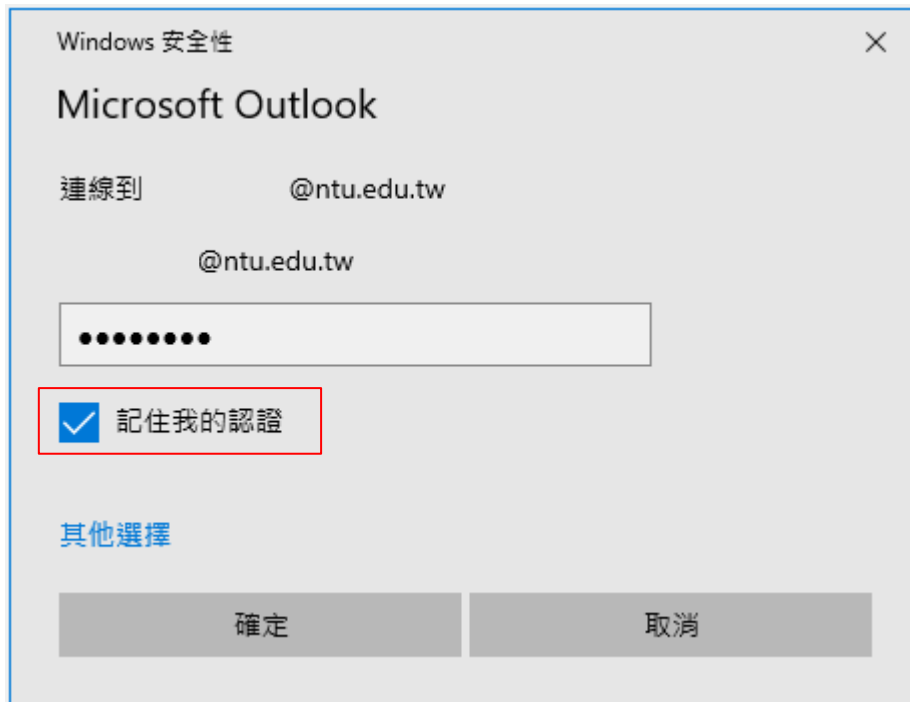 Windows 安全性
Microsoft Outlook
連線到 @ntu.edu.tw
@ntu.edu.tw
••••••••
記住我的認證
其他選擇
確定 取消